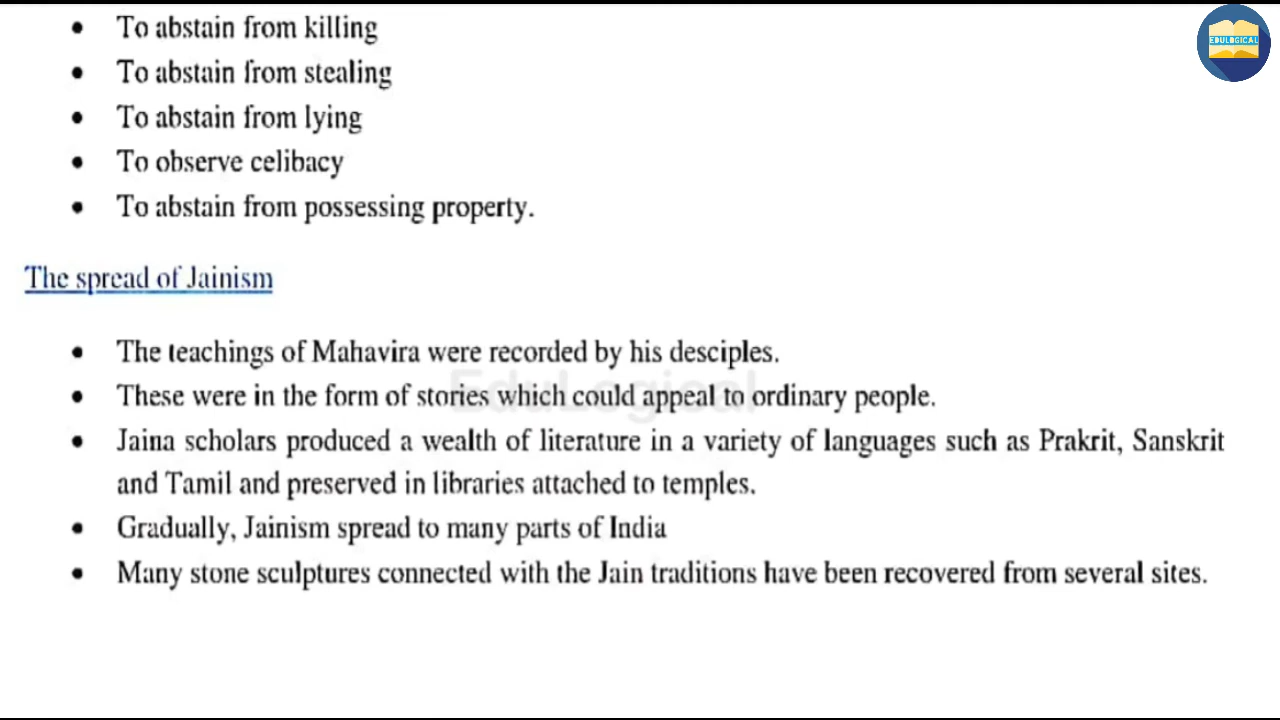 • To abstain from killing
EDULOGICAL
• To abstain from stealing
• To abstain from lying
• To observe celibacy
• To abstain from possessing property.
The spread of Jainism
• The teachings of Mahavira were recorded by his desciples.
EduLogical
• These were in the form of stories which could appeal to ordinary people.
• Jaina scholars produced a wealth of literature in a variety of languages such as Prakrit, Sanskrit
and Tamil and preserved in libraries attached to temples.
• Gradually, Jainism spread to many parts of India
• Many stone sculptures connected with the Jain traditions have been recovered from several sites.